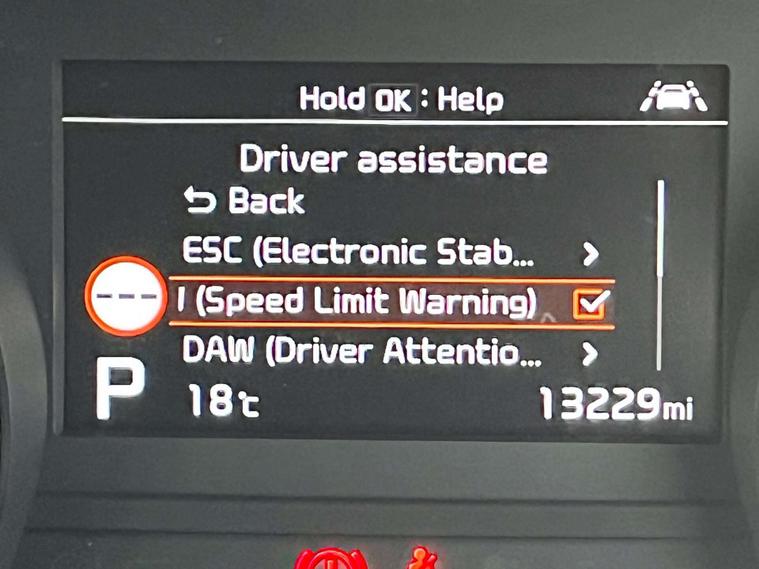 Hold OK : Help
Driver assistance
Back
ESC (Electronic Stab...
I (Speed Limit Warning)
DAW (Driver Attentio...
---
P 18℃ 13229mi